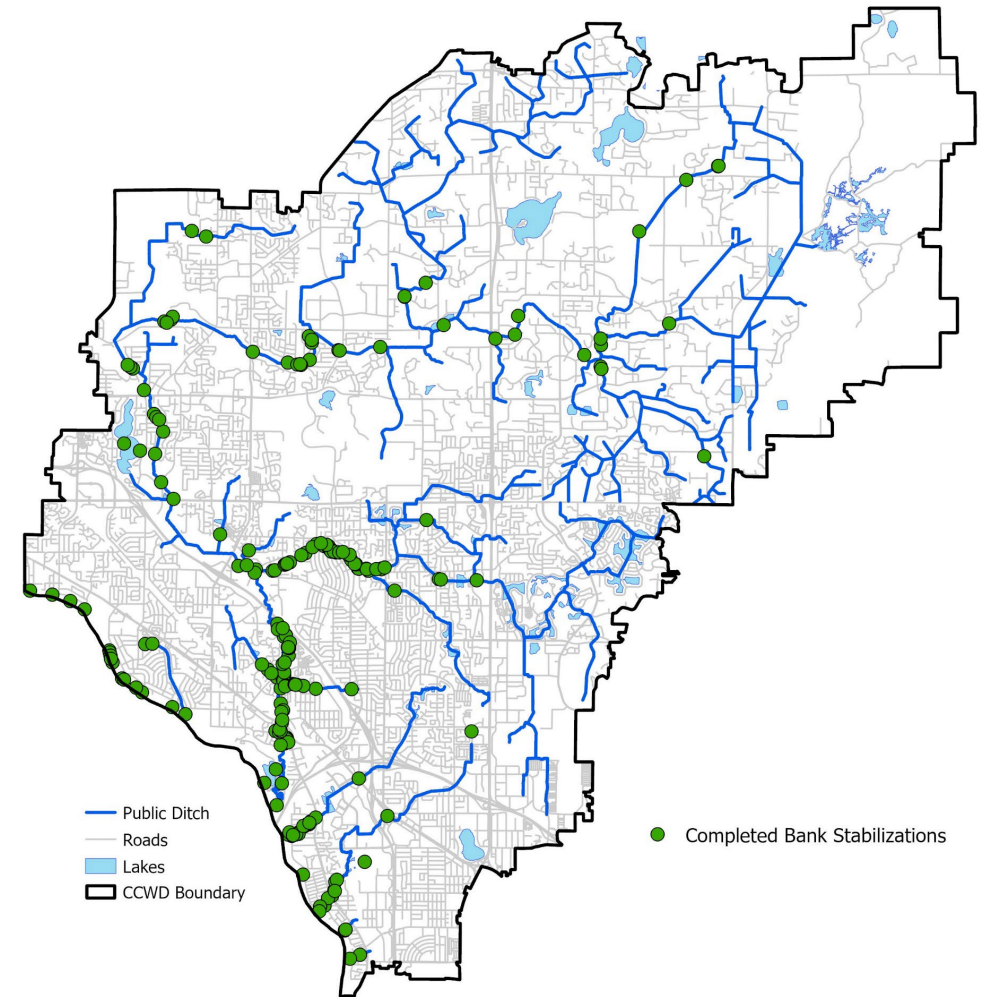 Public Ditch
Roads
Lakes
CCWD Boundary
Completed Bank Stabilizations